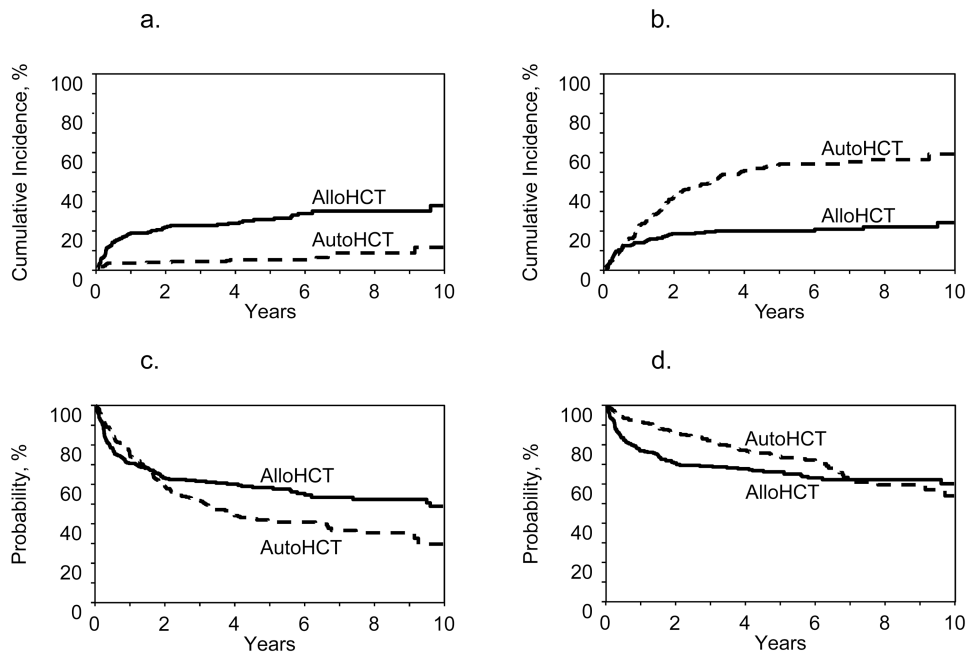 a.
Cumulative Incidence, %
100
80
60
40
20
0
AlloHCT
AutoHCT
0 2 4 6 8 10
Years
b.
Cumulative Incidence, %
100
80
60
40
20
0
AutoHCT
AlloHCT
0 2 4 6 8 10
Years
c.
Probability, %
100
80
60
40
20
0
AlloHCT
AutoHCT
0 2 4 6 8 10
Years
d.
Probability, %
100
80
60
40
20
0
AutoHCT
AlloHCT
0 2 4 6 8 10
Years